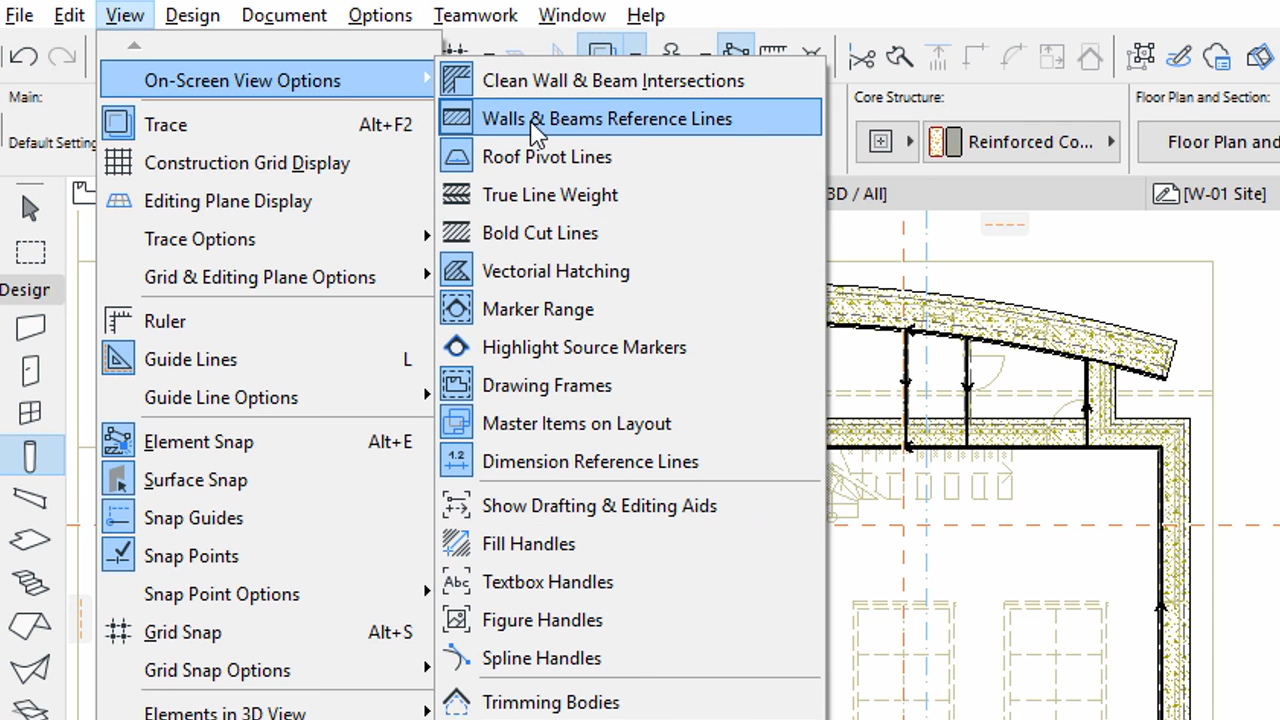 File Edit View Design Document Options Teamwork Window Help
Main:
Default Setting
Core Structure:
Reinforced Co...
Floor Plan and Section:
Floor Plan and
3D / All]
[W-01 Site]
Design
On-Screen View Options
Trace Alt+F2
Construction Grid Display
Editing Plane Display
Trace Options
Grid & Editing Plane Options
Ruler
Guide Lines L
Guide Line Options
Element Snap Alt+E
Surface Snap
Snap Guides
Snap Points
Snap Point Options
Grid Snap Alt+S
Grid Snap Options
Elements in 3D View
Clean Wall & Beam Intersections
Walls & Beams Reference Lines
Roof Pivot Lines
True Line Weight
Bold Cut Lines
Vectorial Hatching
Marker Range
Highlight Source Markers
Drawing Frames
Master Items on Layout
1.2
Dimension Reference Lines
Show Drafting & Editing Aids
Fill Handles
Abc
Textbox Handles
Figure Handles
Spline Handles
Trimming Bodies